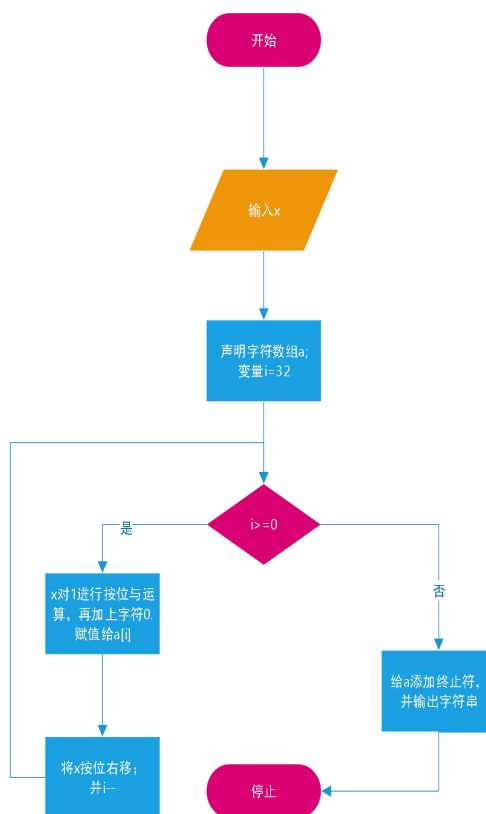 开始
输入x
声明字符数组a;
变量i=32
i>=0
是
否
x对1进行按位与运
算，再加上字符0.
赋值给a[i]
给a添加终止符，
并输出字符串
将x按位右移；
并i--
停止